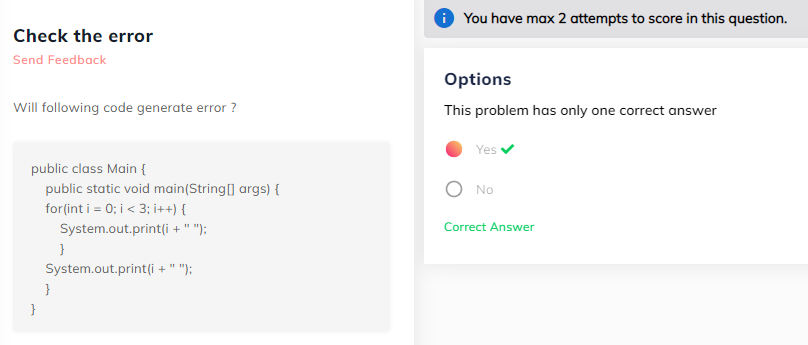 Check the error
Send Feedback
Will following code generate error ?
public class Main {
public static void main(String[] args) {
for(int i = 0; i < 3; i++) {
System.out.print(i + " ");
}
System.out.print(i + " ");
}
}
You have max 2 attempts to score in this question.
Options
This problem has only one correct answer
Yes
No
Correct Answer